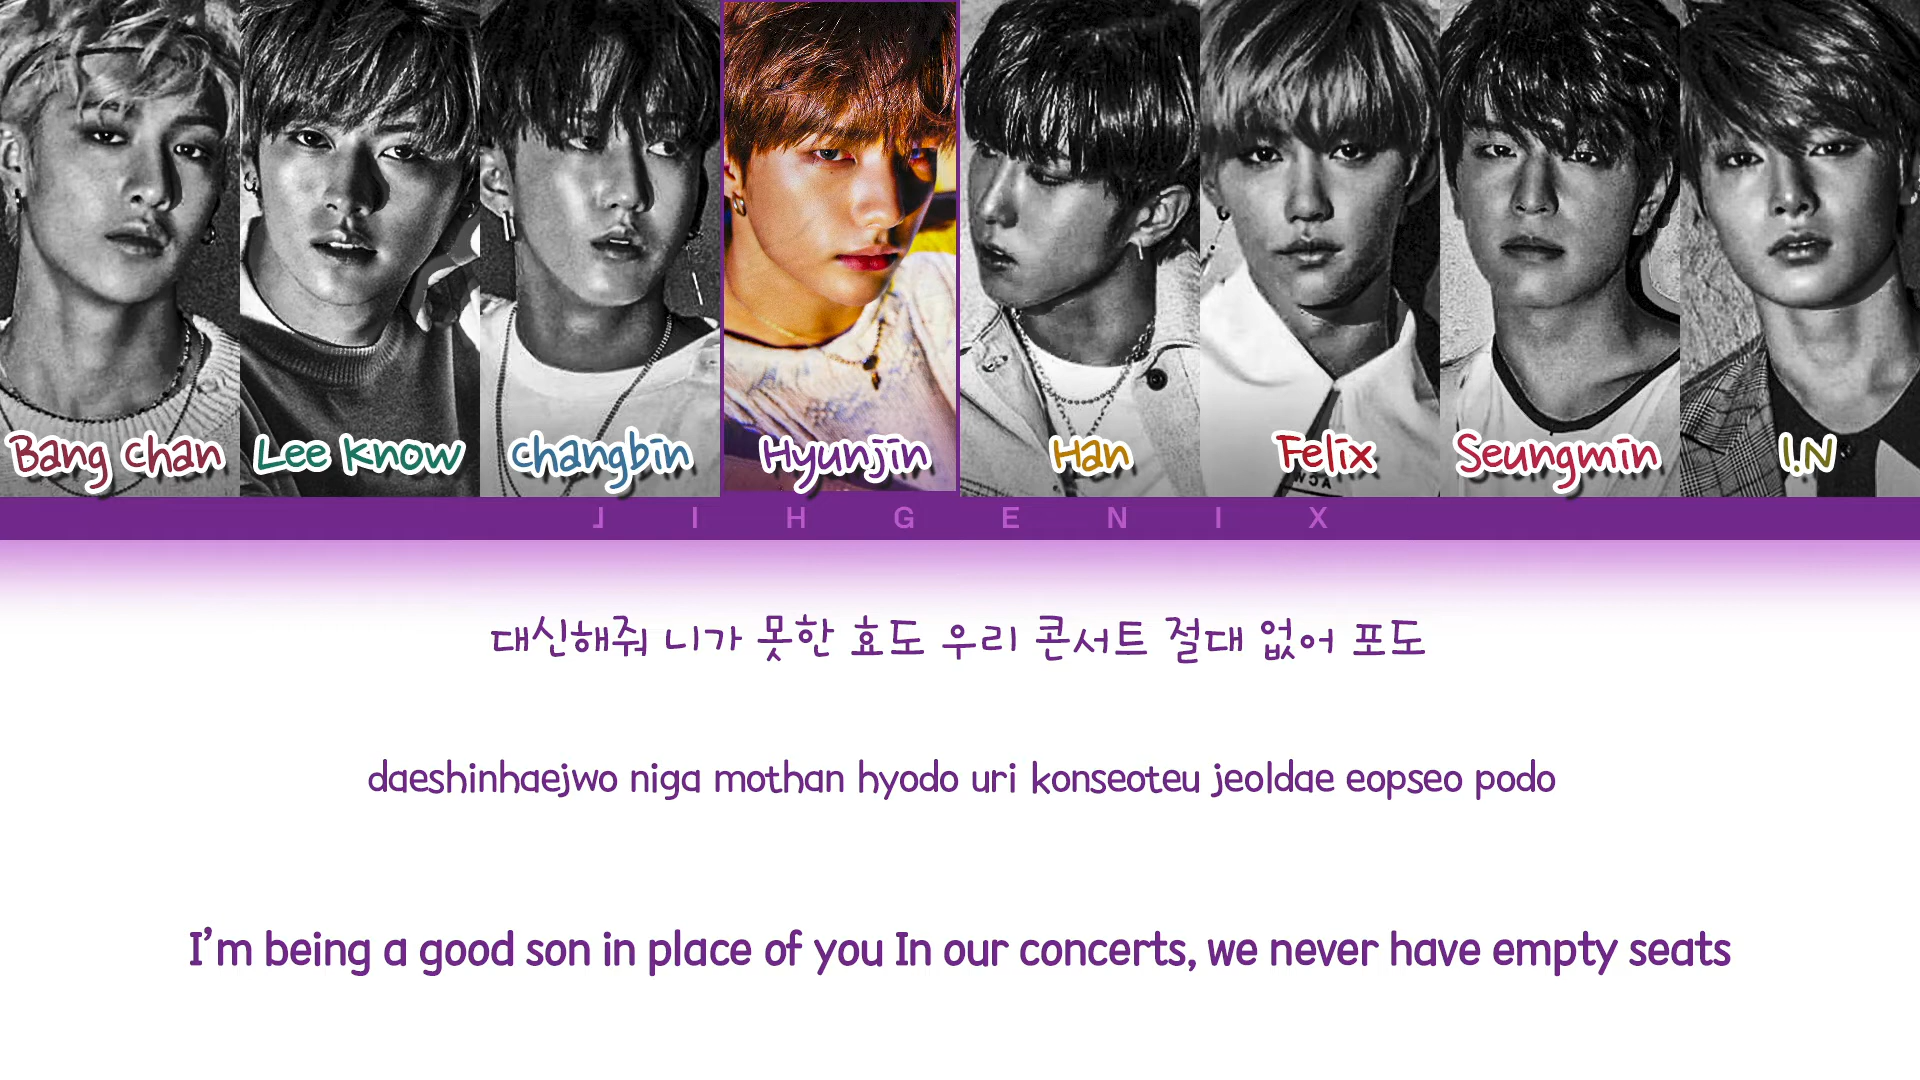 Bang Chan Lee Know Changbin Hyunjin Han Felix Seungmin I.N
JIHGENIX
대신해줘 니가 못한 효도 우리 콘서트 절대 없어 포도
daeshinhaejwo niga mothan hyodo uri konseoteu jeoldae eopseo podo
I'm being a good son in place of you In our concerts, we never have empty seats